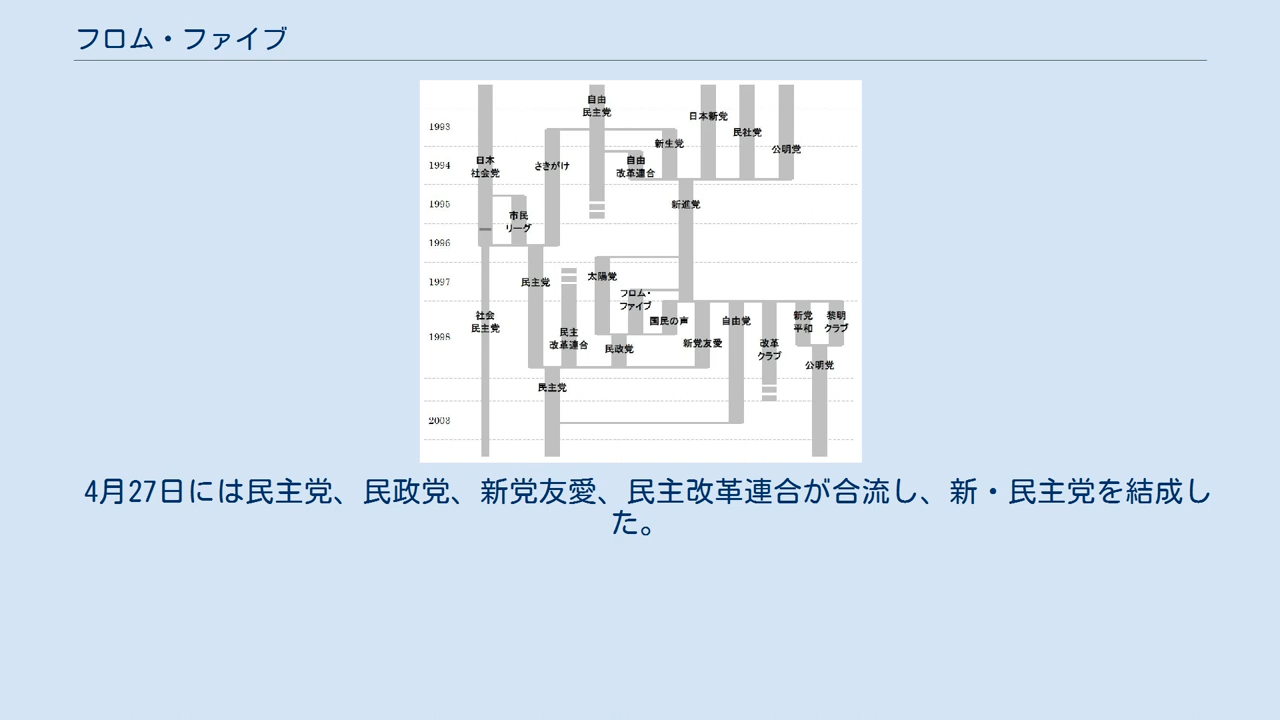 フロム・ファイブ
自由
民主党
日本新党
1993
民社党
新生党
公明党
日本
社会党
1994
さきがけ
自由
改革連合
1995
新進党
市民
リーグ
1996
太陽党
1997
民主党
フロム・
ファイブ
社会
民主党
国民の声
自由党
新党
平和
黎明
クラブ
1998
民主
改革連合
民政党
新党友愛
改革
クラブ
公明党
民主党
2003
4月27日には民主党、民政党、新党友愛、民主改革連合が合流し、新・民主党を結成し
た。